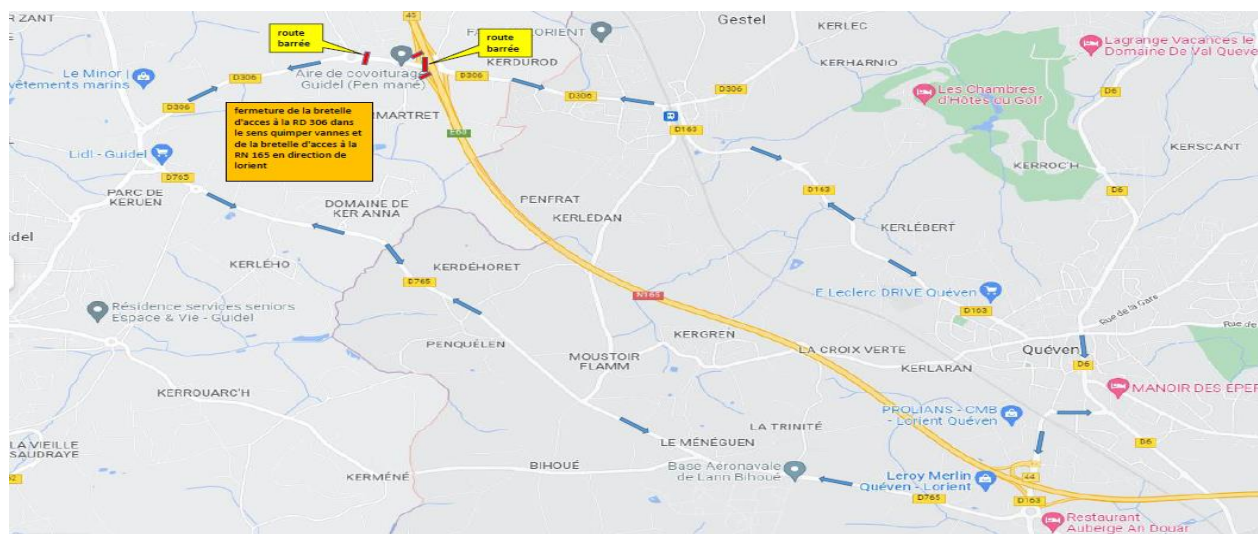 ZANT
45
Gestel
KERLEC
route
barrée
route
barrée
KERDUROD
KERHARNIO
Lagrange Vacances le
Domaine De Val Quéve
Le Minor |
vêtements marins
D306
Aire de covoiturage
Guidel (Pen mané)
D306
D306
D306
D6
Les Chambres
d'Hôtes du Golf
D306
fermeture de la bretelle
d'acces à la RD 306 dans
le sens quimper vannes et
de la bretelle d'acces à la
RN 165 en direction de
lorient
RMARTRET
E60
D163
KERSCANT
Lidl - Guidel
D765
KERROC'H
PARC DE
KERUEN
DOMAINE DE
KER ANNA
PENFRAT
KERLÉDAN
D163
D6
KERLÉBERT
idel
KERLÉHO
KERDÉHORET
D765
N165
E.Leclerc DRIVE Quéven
D163
Rue de la Gare
Rue de
Résidence services seniors
Espace & Vie - Guidel
PENQUÉLEN
KERGREN
MOUSTOIR
FLAMM
LA CROIX VERTE
KERLARAN
Quéven
D6
KERROUARC'H
MANOIR DES EPER
PROLIANS - CMB
- Lorient Quéven
LA VIEILLE
SAUDRAYE
LE MÉNÉGUEN
LA TRINITÉ
D6
KERMÉNÉ
BIHOUÉ
Base Aéronavale
de Lann Bihoué
Leroy Merlin
Quéven - Lorient
44
D765
D163
Restaurant
Auberge An Douar